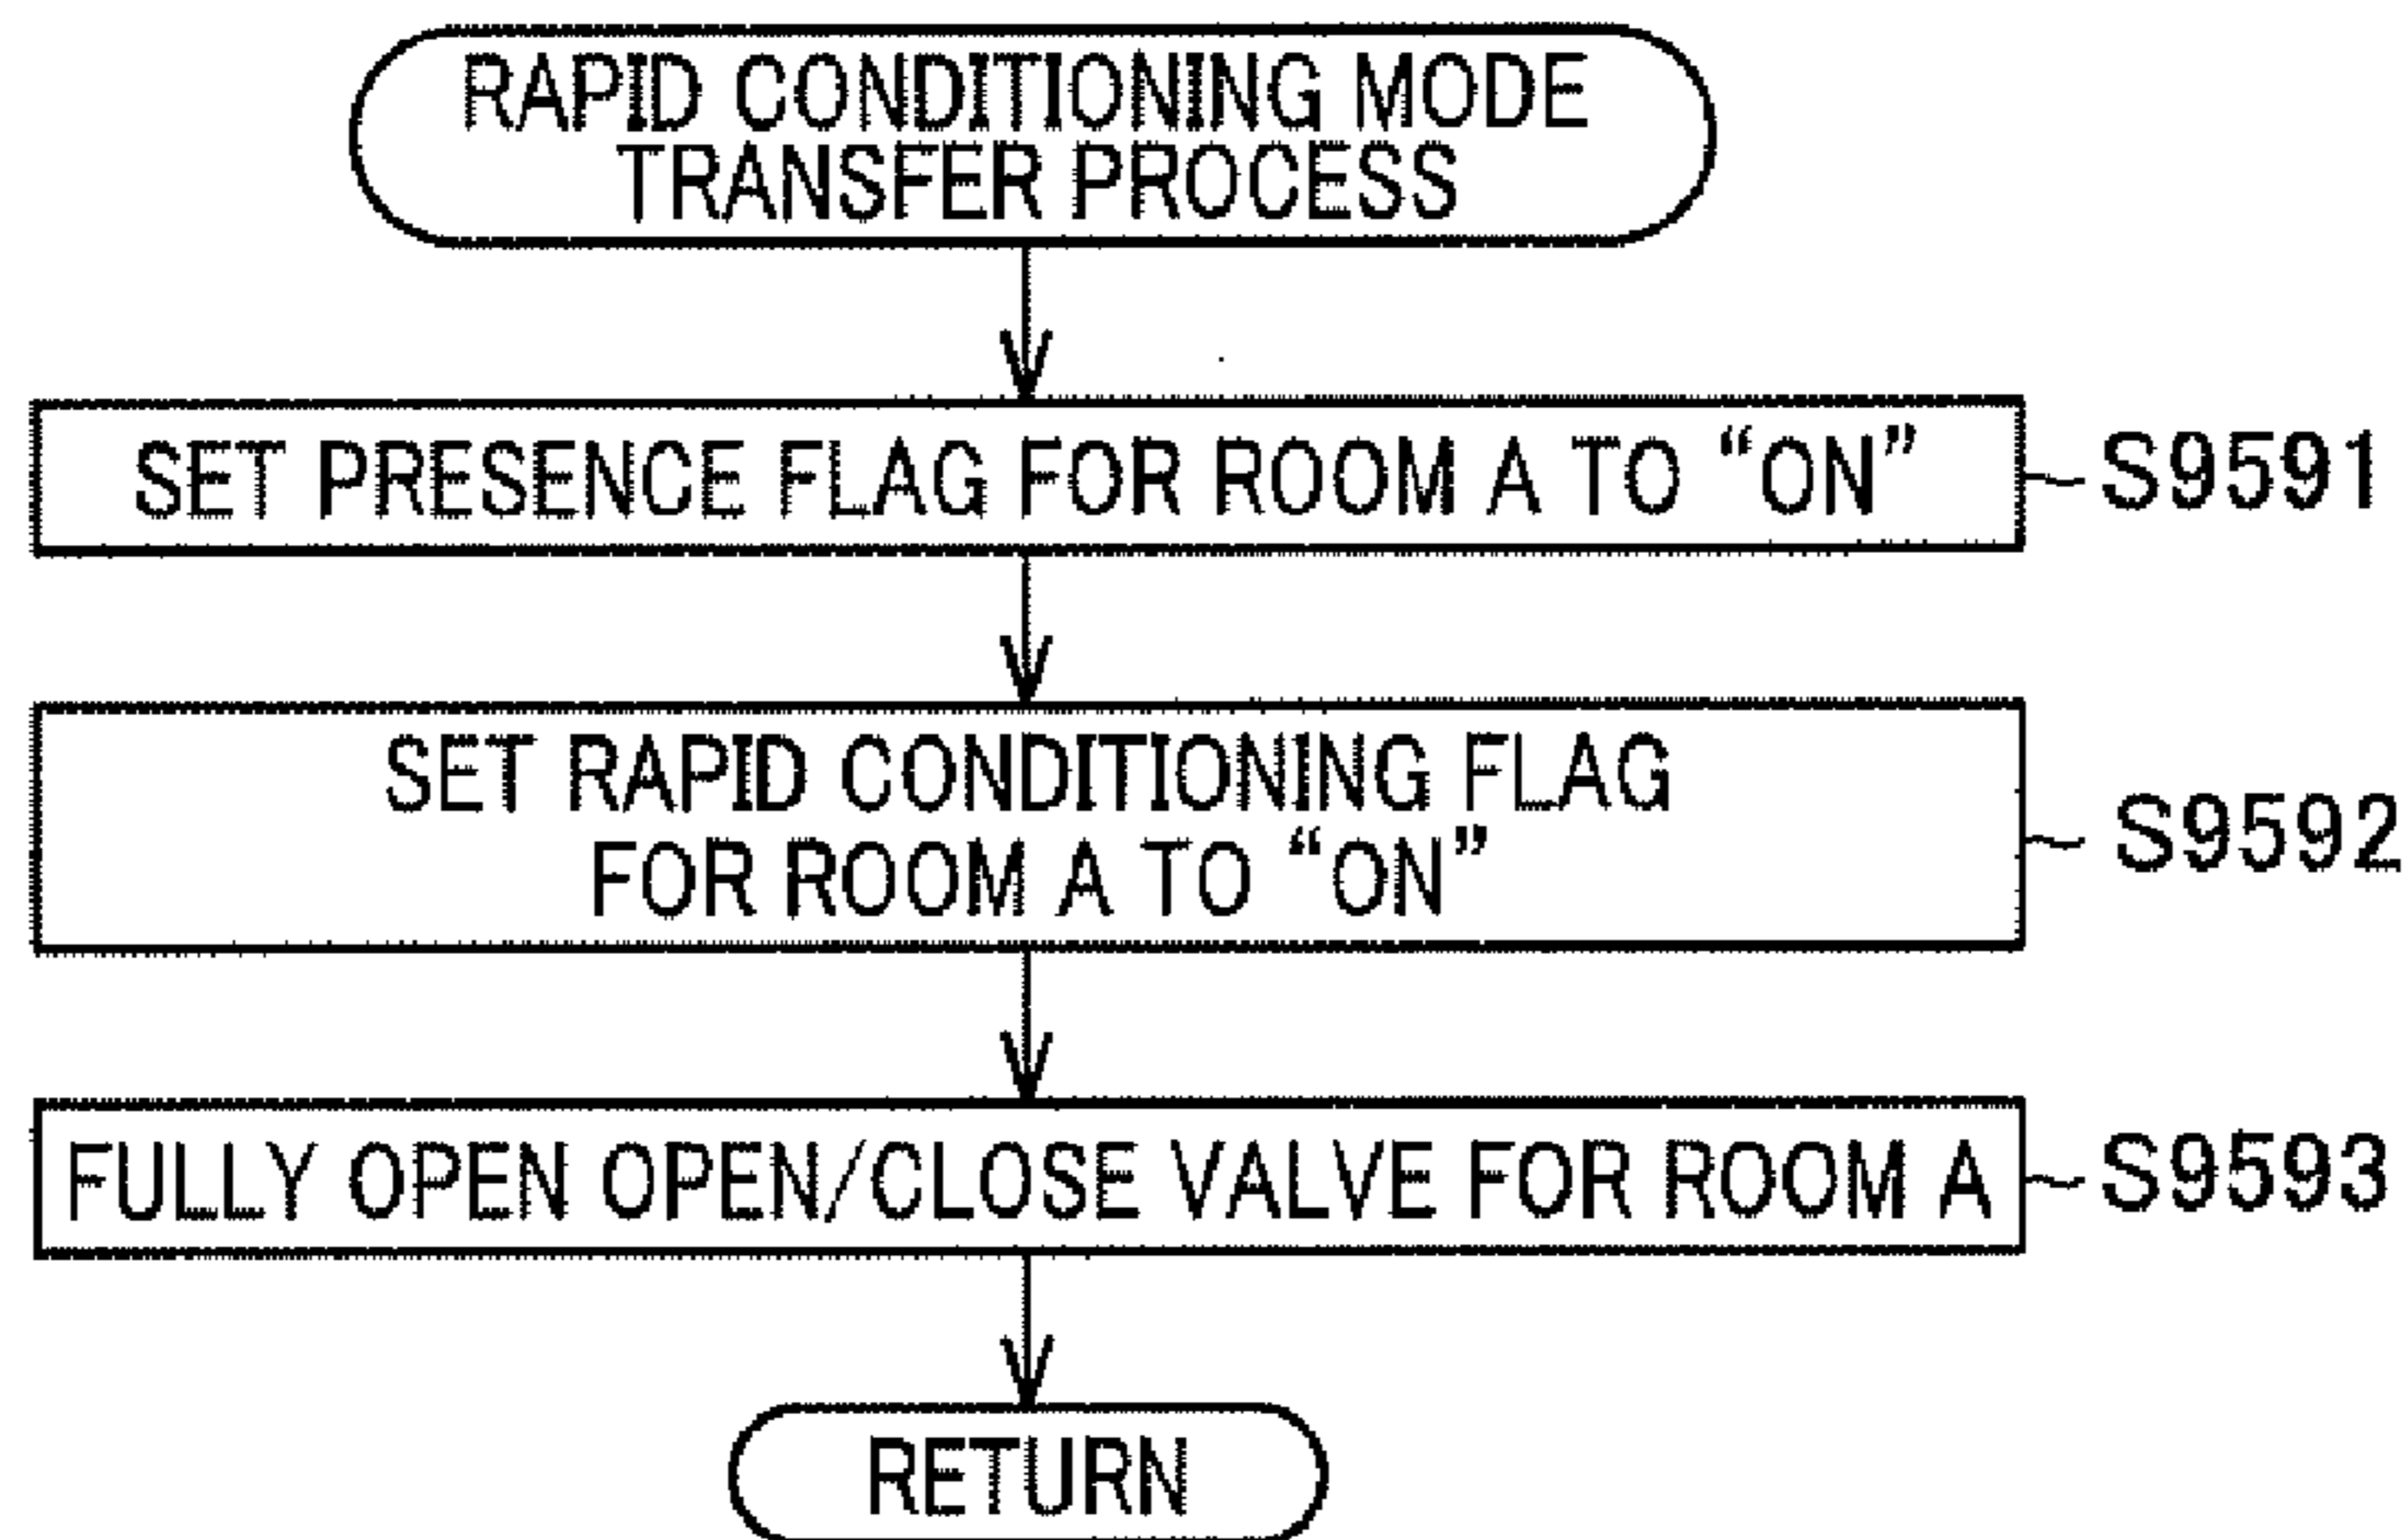 RAPID CONDITIONING MODE
TRANSFER PROCESS
SET PRESENCE FLAG FOR ROOM A TO “ON” S9591
SET RAPID CONDITIONING FLAG
FOR ROOM A TO “ON” S9592
FULLY OPEN OPEN/CLOSE VALVE FOR ROOM A S9593
RETURN